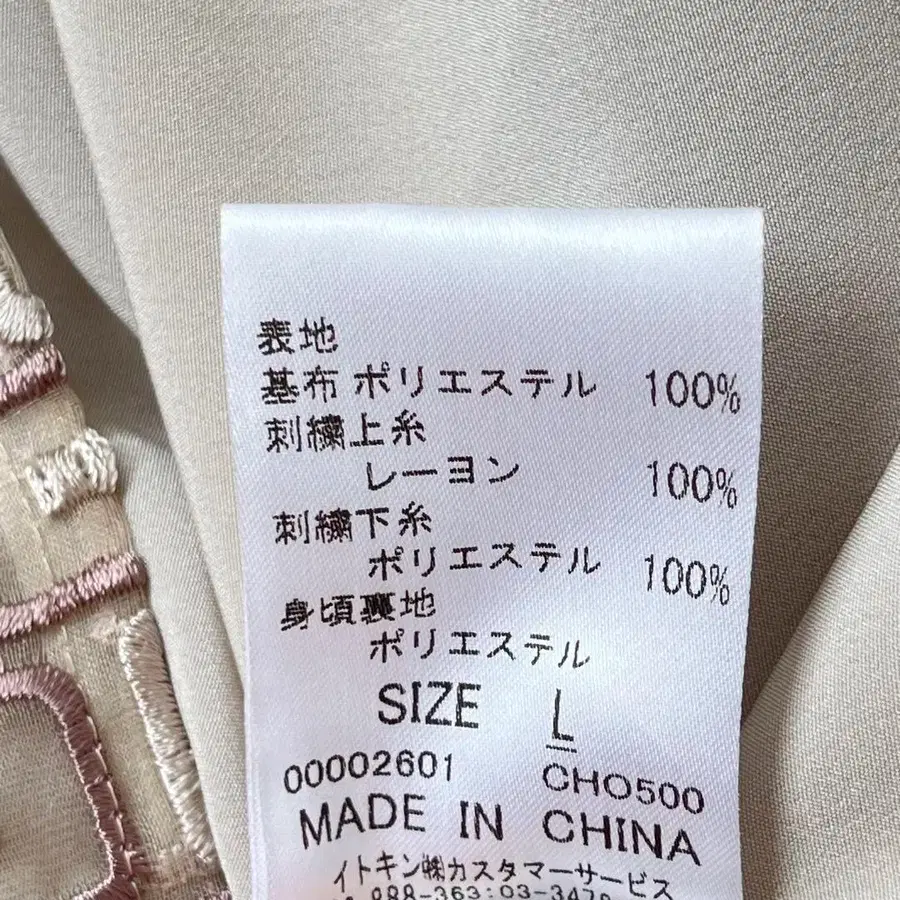 表地
基布 ポリエステル 100%
刺繍上糸
レーヨン 100%
刺繍下糸
ポリエステル 100%
身頃裏地
ポリエステル
SIZE L
00002601 CHO500
MADE IN CHINA
イトキン㈱カスタマーサービス